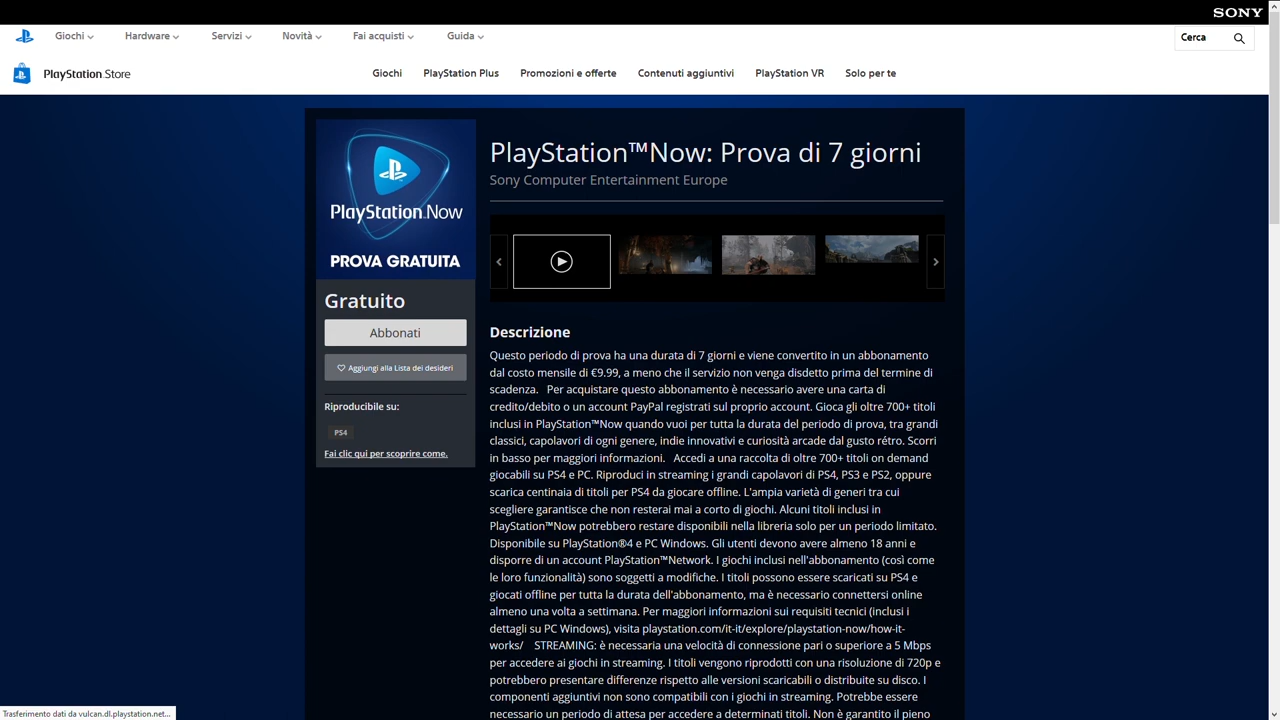 SONY
Giochi
Hardware
Servizi
Novità
Fai acquisti
Guida
Cerca
PlayStation Store
Giochi
PlayStation Plus
Promozioni e offerte
Contenuti aggiuntivi
PlayStation VR
Solo per te
PlayStation Now
PROVA GRATUITA
Gratuito
Abbonati
Aggiungi alla Lista dei desideri
Riproducibile su:
PS4
Fai clic qui per scoprire come.
PlayStation™Now: Prova di 7 giorni
Sony Computer Entertainment Europe
Descrizione
Questo periodo di prova ha una durata di 7 giorni e viene convertito in un abbonamento
dal costo mensile di €9.99, a meno che il servizio non venga disdetto prima del termine di
scadenza. Per acquistare questo abbonamento è necessario avere una carta di
credito/debito o un account PayPal registrati sul proprio account. Gioca gli oltre 700+ titoli
inclusi in PlayStation™Now quando vuoi per tutta la durata del periodo di prova, tra grandi
classici, capolavori di ogni genere, indie innovativi e curiosità arcade dal gusto rétro. Scorri
in basso per maggiori informazioni. Accedi a una raccolta di oltre 700+ titoli on demand
giocabili su PS4 e PC. Riproduci in streaming i grandi capolavori di PS4, PS3 e PS2, oppure
scarica centinaia di titoli per PS4 da giocare offline. L'ampia varietà di generi tra cui
scegliere garantisce che non resterai mai a corto di giochi. Alcuni titoli inclusi in
PlayStation™Now potrebbero restare disponibili nella libreria solo per un periodo limitato.
Disponibile su PlayStation®4 e PC Windows. Gli utenti devono avere almeno 18 anni e
disporre di un account PlayStation™Network. I giochi inclusi nell'abbonamento (così come
le loro funzionalità) sono soggetti a modifiche. I titoli possono essere scaricati su PS4 e
giocati offline per tutta la durata dell'abbonamento, ma è necessario connettersi online
almeno una volta a settimana. Per maggiori informazioni sui requisiti tecnici (inclusi i
dettagli su PC Windows), visita playstation.com/it-it/explore/playstation-now/how-it-
works/ STREAMING: è necessaria una velocità di connessione pari o superiore a 5 Mbps
per accedere ai giochi in streaming. I titoli vengono riprodotti con una risoluzione di 720p e
potrebbero presentare differenze rispetto alle versioni scaricabili o distribuite su disco. I
componenti aggiuntivi non sono compatibili con i giochi in streaming. Potrebbe essere
necessario un periodo di attesa per accedere a determinati titoli. Non è garantito il pieno
Trasferimento dati da vulcan.dl.playstation.net...